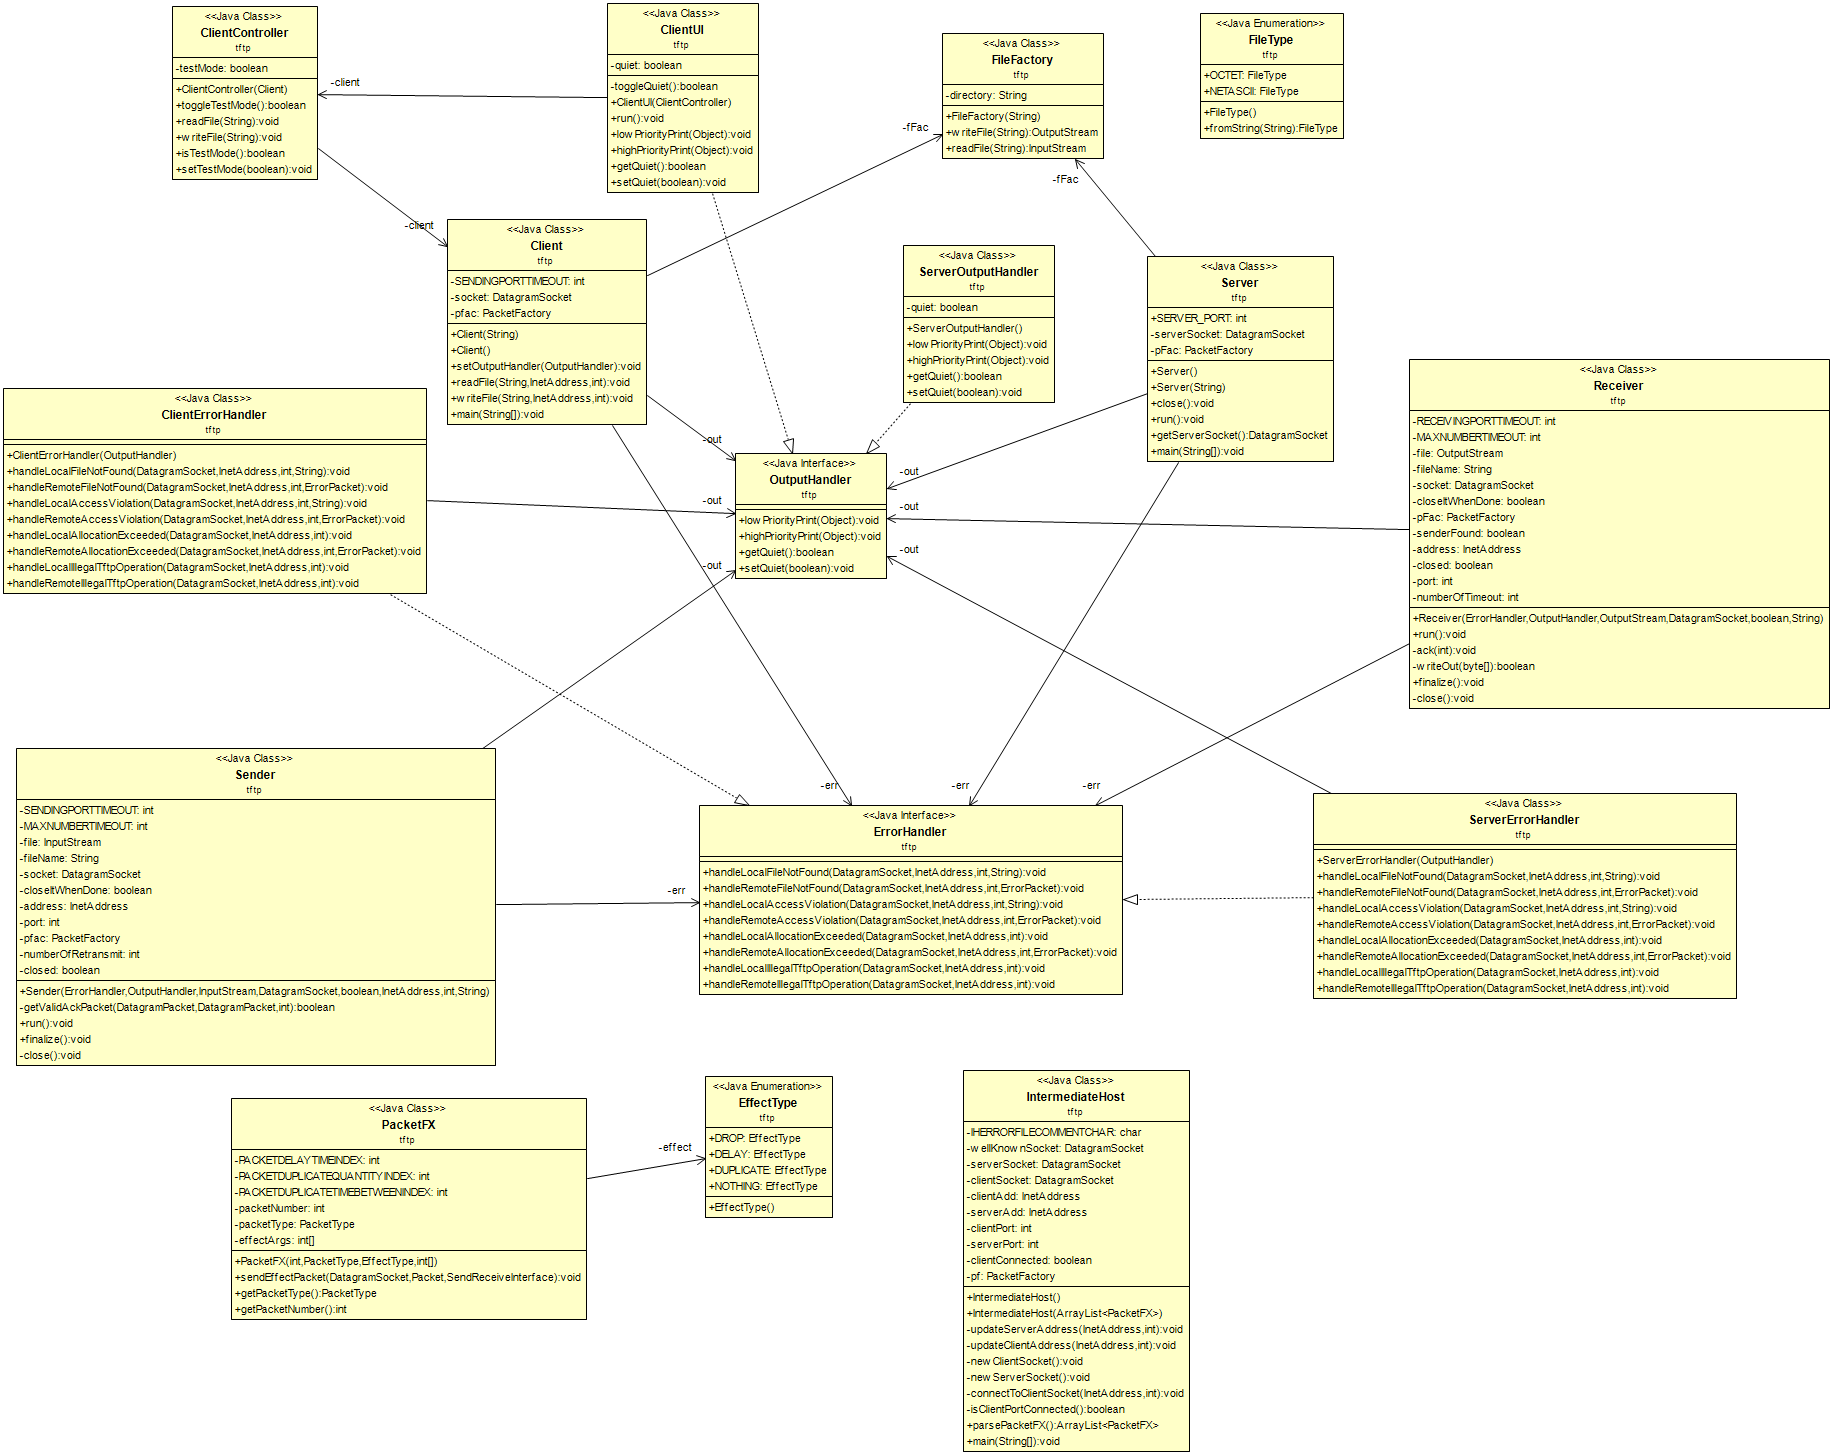 <<Java Class>>
ClientController
tftp
-testMode: boolean
+ClientController(Client)
+toggleTestMode():boolean
+readFile(String):void
+writeFile(String):void
+isTestMode():boolean
+setTestMode(boolean):void
-client
<<Java Class>>
ClientUI
tftp
-quiet: boolean
-toggleQuiet():boolean
+ClientUI(ClientController)
+run():void
+lowPriorityPrint(Object):void
+highPriorityPrint(Object):void
+getQuiet():boolean
+setQuiet(boolean):void
<<Java Class>>
FileFactory
tftp
-directory: String
+FileFactory(String)
+writeFile(String):OutputStream
+readFile(String):InputStream
-fFac
-fFac
<<Java Enumeration>>
FileType
tftp
+OCTET: FileType
+NETASCII: FileType
+FileType()
+fromString(String):FileType
-client
<<Java Class>>
Client
tftp
-SENDINGPORTTIMEOUT: int
-socket: DatagramSocket
-pfac: PacketFactory
+Client(String)
+Client()
+setOutputHandler(OutputHandler):void
+readFile(String,InetAddress,int):void
+writeFile(String,InetAddress,int):void
+main(String[]):void
<<Java Class>>
ServerOutputHandler
tftp
-quiet: boolean
+ServerOutputHandler()
+lowPriorityPrint(Object):void
+highPriorityPrint(Object):void
+getQuiet():boolean
+setQuiet(boolean):void
<<Java Class>>
Server
tftp
+SERVER_PORT: int
-serverSocket: DatagramSocket
-pFac: PacketFactory
+Server()
+Server(String)
+close():void
+run():void
+getServerSocket():DatagramSocket
+main(String[]):void
<<Java Class>>
Receiver
tftp
-RECEIVINGPORTTIMEOUT: int
-MAXNUMBERTIMEOUT: int
-file: OutputStream
-fileName: String
-socket: DatagramSocket
-closeItWhenDone: boolean
-pFac: PacketFactory
-senderFound: boolean
-address: InetAddress
-closed: boolean
-port: int
-numberOfTimeout: int
+Receiver(ErrorHandler,OutputHandler,OutputStream,DatagramSocket,boolean,String)
+run():void
-ack(int):void
-writeOut(byte[]):boolean
+finalize():void
-close():void
<<Java Class>>
ClientErrorHandler
tftp
+ClientErrorHandler(OutputHandler)
+handleLocalFileNotFound(DatagramSocket,InetAddress,int,String):void
+handleRemoteFileNotFound(DatagramSocket,InetAddress,int,ErrorPacket):void
+handleLocalAccessViolation(DatagramSocket,InetAddress,int,String):void
+handleRemoteAccessViolation(DatagramSocket,InetAddress,int,ErrorPacket):void
+handleLocalAllocationExceeded(DatagramSocket,InetAddress,int):void
+handleRemoteAllocationExceeded(DatagramSocket,InetAddress,int,ErrorPacket):void
+handleLocalIllegalTftpOperation(DatagramSocket,InetAddress,int):void
+handleRemoteIllegalTftpOperation(DatagramSocket,InetAddress,int):void
-out
-out
-out
-out
-out
-out
<<Java Interface>>
OutputHandler
tftp
+lowPriorityPrint(Object):void
+highPriorityPrint(Object):void
+getQuiet():boolean
+setQuiet(boolean):void
<<Java Class>>
Sender
tftp
-SENDINGPORTTIMEOUT: int
-MAXNUMBERTIMEOUT: int
-file: InputStream
-fileName: String
-socket: DatagramSocket
-closeItWhenDone: boolean
-address: InetAddress
-port: int
-pfac: PacketFactory
-numberOfRetransmit: int
-closed: boolean
+Sender(ErrorHandler,OutputHandler,InputStream,DatagramSocket,boolean,InetAddress,int,String)
-getValidAckPacket(DatagramPacket,DatagramPacket,int):boolean
+run():void
+finalize():void
-close():void
-err
-err
-err
-err
<<Java Interface>>
ErrorHandler
tftp
+handleLocalFileNotFound(DatagramSocket,InetAddress,int,String):void
+handleRemoteFileNotFound(DatagramSocket,InetAddress,int,ErrorPacket):void
+handleLocalAccessViolation(DatagramSocket,InetAddress,int,String):void
+handleRemoteAccessViolation(DatagramSocket,InetAddress,int,ErrorPacket):void
+handleLocalAllocationExceeded(DatagramSocket,InetAddress,int):void
+handleRemoteAllocationExceeded(DatagramSocket,InetAddress,int,ErrorPacket):void
+handleLocalIllegalTftpOperation(DatagramSocket,InetAddress,int):void
+handleRemoteIllegalTftpOperation(DatagramSocket,InetAddress,int):void
<<Java Class>>
ServerErrorHandler
tftp
+ServerErrorHandler(OutputHandler)
+handleLocalFileNotFound(DatagramSocket,InetAddress,int,String):void
+handleRemoteFileNotFound(DatagramSocket,InetAddress,int,ErrorPacket):void
+handleLocalAccessViolation(DatagramSocket,InetAddress,int,String):void
+handleRemoteAccessViolation(DatagramSocket,InetAddress,int,ErrorPacket):void
+handleLocalAllocationExceeded(DatagramSocket,InetAddress,int):void
+handleRemoteAllocationExceeded(DatagramSocket,InetAddress,int,ErrorPacket):void
+handleLocalIllegalTftpOperation(DatagramSocket,InetAddress,int):void
+handleRemoteIllegalTftpOperation(DatagramSocket,InetAddress,int):void
<<Java Class>>
PacketFX
tftp
-PACKETDELAYTIMEINDEX: int
-PACKETDUPLICATEQUANTITYINDEX: int
-PACKETDUPLICATETIMEBETWEENINDEX: int
-packetNumber: int
-packetType: PacketType
-effectArgs: int[]
+PacketFX(int,PacketType,EffectType,int[])
+sendEffectPacket(DatagramSocket,Packet,SendReceiveInterface):void
+getPacketType():PacketType
+getPacketNumber():int
-effect
<<Java Enumeration>>
EffectType
tftp
+DROP: EffectType
+DELAY: EffectType
+DUPLICATE: EffectType
+NOTHING: EffectType
+EffectType()
<<Java Class>>
IntermediateHost
tftp
-IHERRORFILECOMMENTCHAR: char
-wellKnownSocket: DatagramSocket
-serverSocket: DatagramSocket
-clientSocket: DatagramSocket
-clientAdd: InetAddress
-serverAdd: InetAddress
-clientPort: int
-serverPort: int
-clientConnected: boolean
-pf: PacketFactory
+IntermediateHost()
+IntermediateHost(ArrayList<PacketFX>)
-updateServerAddress(InetAddress,int):void
-updateClientAddress(InetAddress,int):void
-newClientSocket():void
-newServerSocket():void
-connectToClientSocket(InetAddress,int):void
-isClientPortConnected():boolean
+parsePacketFX():ArrayList<PacketFX>
+main(String[]):void